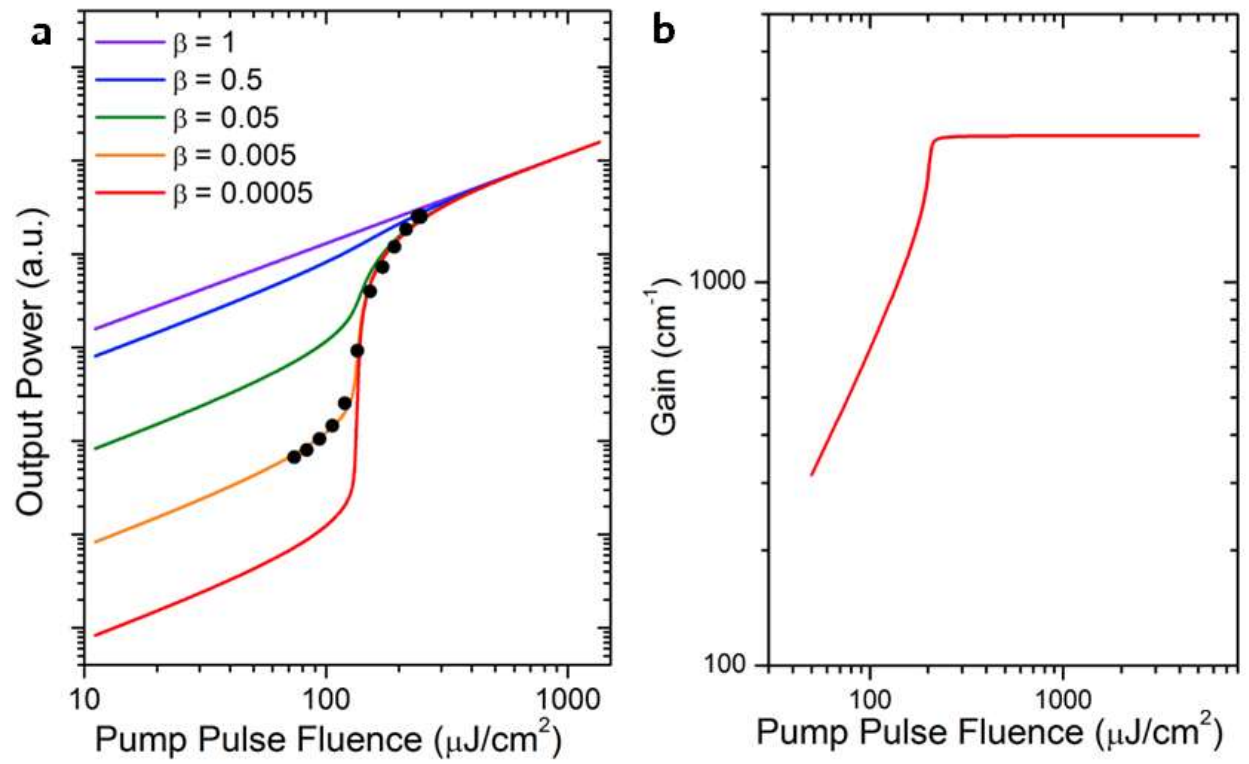 a
β = 1
β = 0.5
β = 0.05
β = 0.005
β = 0.0005
Output Power (a.u.)
10
100
1000
Pump Pulse Fluence (μJ/cm²)
b
Gain (cm⁻¹)
1000
100
100
1000
Pump Pulse Fluence (μJ/cm²)